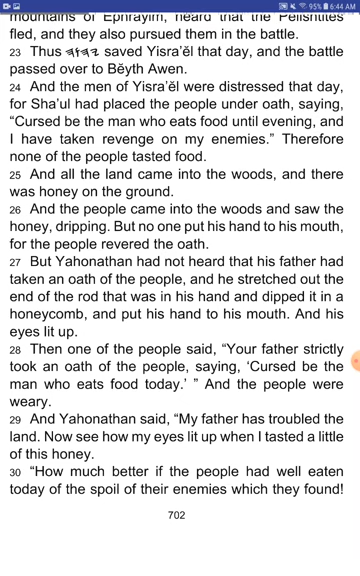 95% 6:44 AM
mountains of Ephrayim, heard that the Pelishtites
fled, and they also pursued them in the battle.
23 Thus 𐤉𐤄𐤅𐤄 saved Yisra’ĕl that day, and the battle
passed over to Bĕyth Awen.
24 And the men of Yisra’ĕl were distressed that day,
for Sha’ul had placed the people under oath, saying,
“Cursed be the man who eats food until evening, and
I have taken revenge on my enemies.” Therefore
none of the people tasted food.
25 And all the land came into the woods, and there
was honey on the ground.
26 And the people came into the woods and saw the
honey, dripping. But no one put his hand to his mouth,
for the people revered the oath.
27 But Yahonathan had not heard that his father had
taken an oath of the people, and he stretched out the
end of the rod that was in his hand and dipped it in a
honeycomb, and put his hand to his mouth. And his
eyes lit up.
28 Then one of the people said, “Your father strictly
took an oath of the people, saying, ‘Cursed be the
man who eats food today.’ ” And the people were
weary.
29 And Yahonathan said, “My father has troubled the
land. Now see how my eyes lit up when I tasted a little
of this honey.
30 “How much better if the people had well eaten
today of the spoil of their enemies which they found!
702